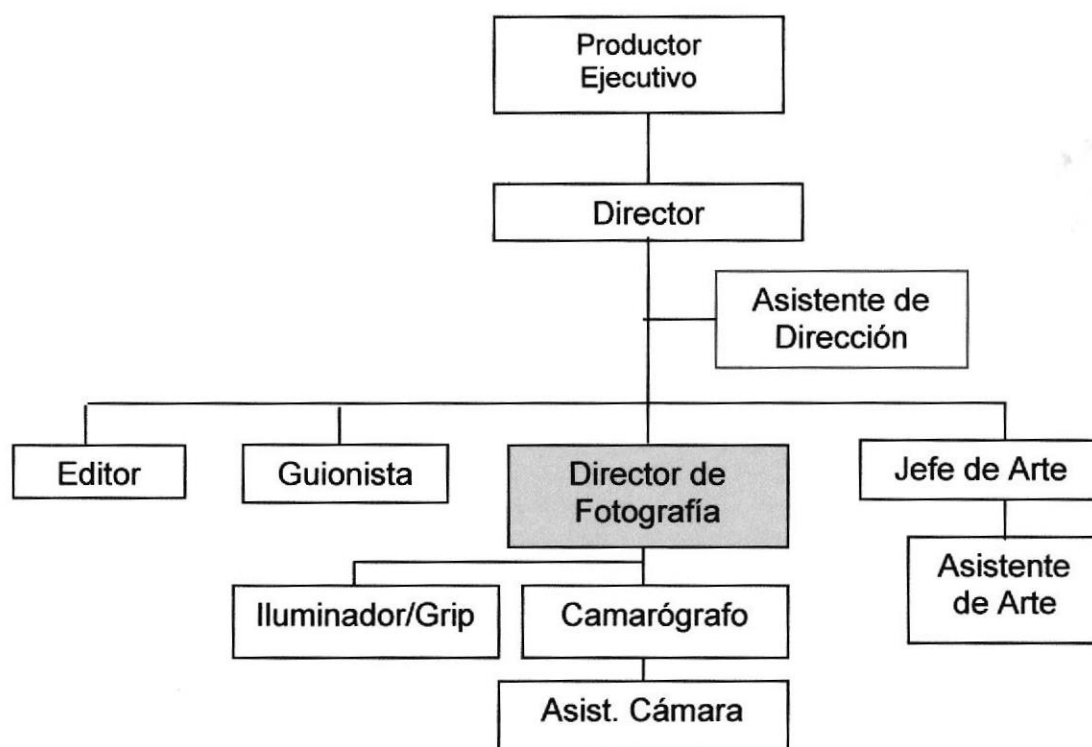 Productor
Ejecutivo
Director
Asistente de
Dirección
Editor
Guionista
Director de
Fotografía
Jefe de Arte
Iluminador/Grip
Camarógrafo
Asistente
de Arte
Asist. Cámara